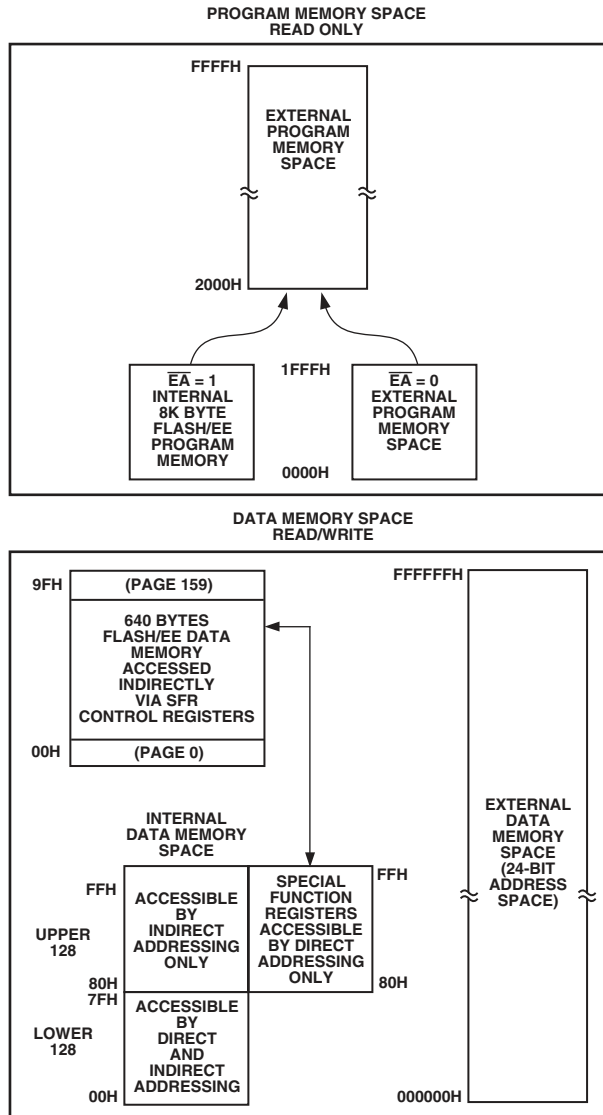 PROGRAM MEMORY SPACE
READ ONLY
FFFFH
EXTERNAL
PROGRAM
MEMORY
SPACE
2000H
EA = 1
INTERNAL
8K BYTE
FLASH/EE
PROGRAM
MEMORY
1FFFH
0000H
EA = 0
EXTERNAL
PROGRAM
MEMORY
SPACE
DATA MEMORY SPACE
READ/WRITE
9FH
(PAGE 159)
640 BYTES
FLASH/EE DATA
MEMORY
ACCESSED
INDIRECTLY
VIA SFR
CONTROL REGISTERS
00H
(PAGE 0)
INTERNAL
DATA MEMORY
SPACE
FFH
UPPER
128
80H
ACCESSIBLE
BY
INDIRECT
ADDRESSING
ONLY
SPECIAL
FUNCTION
REGISTERS
ACCESSIBLE
BY DIRECT
ADDRESSING
ONLY
FFH
80H
7FH
LOWER
128
00H
ACCESSIBLE
BY
DIRECT
AND
INDIRECT
ADDRESSING
FFFFFFH
EXTERNAL
DATA
MEMORY
SPACE
(24-BIT
ADDRESS
SPACE)
000000H